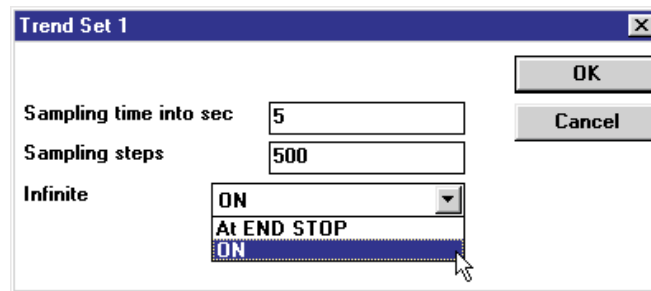 Trend Set 1
OK
Sampling time into sec 5
Cancel
Sampling steps 500
Infinite ON
At END STOP
ON